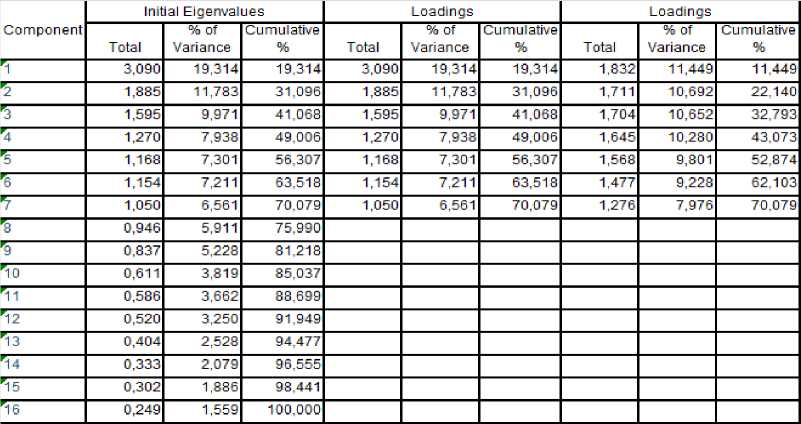 Initial Eigenvalues Loadings Loadings
Component Total % of Variance Cumulative % Total % of Variance Cumulative % Total % of Variance Cumulative %
1 3,090 19,314 19,314 3,090 19,314 19,314 1,832 11,449 11,449
2 1,885 11,783 31,096 1,885 11,783 31,096 1,711 10,692 22,140
3 1,595 9,971 41,068 1,595 9,971 41,068 1,704 10,652 32,793
4 1,270 7,938 49,006 1,270 7,938 49,006 1,645 10,280 43,073
5 1,168 7,301 56,307 1,168 7,301 56,307 1,568 9,801 52,874
6 1,154 7,211 63,518 1,154 7,211 63,518 1,477 9,228 62,103
7 1,050 6,561 70,079 1,050 6,561 70,079 1,276 7,976 70,079
8 0,946 5,911 75,990
9 0,837 5,228 81,218
10 0,611 3,819 85,037
11 0,586 3,662 88,699
12 0,520 3,250 91,949
13 0,404 2,528 94,477
14 0,333 2,079 96,555
15 0,302 1,886 98,441
16 0,249 1,559 100,000